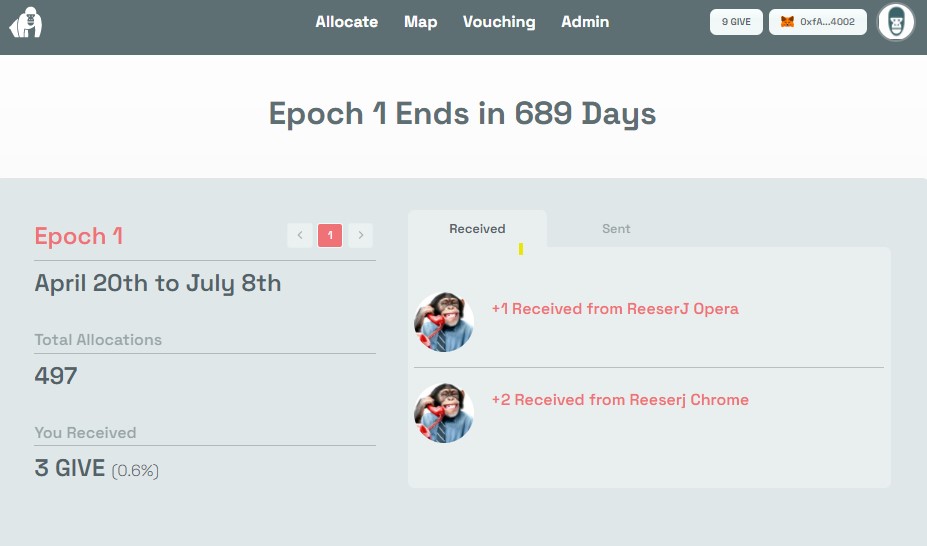 Allocate Map Vouching Admin 9 GIVE 0xfA...4002
Epoch 1 Ends in 689 Days
Epoch 1
1
April 20th to July 8th
Total Allocations
497
You Received
3 GIVE (0.6%)
Received Sent
+1 Received from ReeserJ Opera
+2 Received from Reeserj Chrome